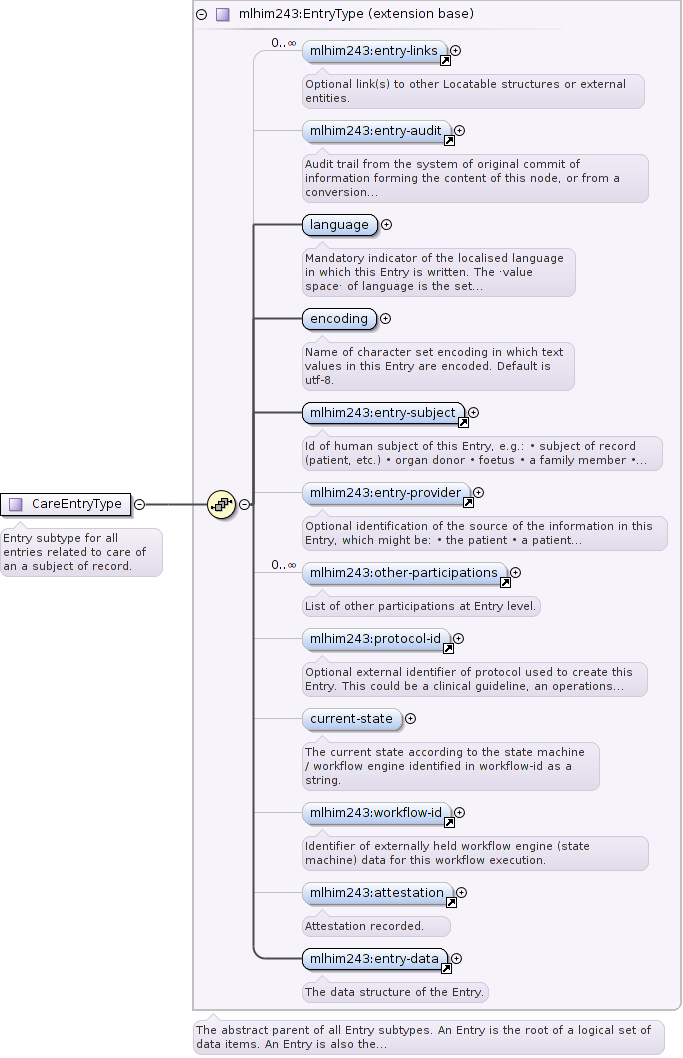 mlhim243:EntryType (extension base)
0..∞
mlhim243:entry-links
Optional link(s) to other Locatable structures or external
entities.
mlhim243:entry-audit
Audit trail from the system of original commit of
information forming the content of this node, or from a
conversion...
language
Mandatory indicator of the localised language
in which this Entry is written. The ·value
space· of language is the set...
encoding
Name of character set encoding in which text
values in this Entry are encoded. Default is
utf-8.
mlhim243:entry-subject
Id of human subject of this Entry, e.g.: • subject of record
(patient, etc.) • organ donor • foetus • a family member •...
mlhim243:entry-provider
Optional identification of the source of the information in this
Entry, which might be: • the patient • a patient...
CareEntryType
Entry subtype for all
entries related to care of
an a subject of record.
0..∞
mlhim243:other-participations
List of other participations at Entry level.
mlhim243:protocol-id
Optional external identifier of protocol used to create this
Entry. This could be a clinical guideline, an operations...
current-state
The current state according to the state machine
/ workflow engine identified in workflow-id as a
string.
mlhim243:workflow-id
Identifier of externally held workflow engine (state
machine) data for this workflow execution.
mlhim243:attestation
Attestation recorded.
mlhim243:entry-data
The data structure of the Entry.
The abstract parent of all Entry subtypes. An Entry is the root of a logical set of
data items. An Entry is also the...